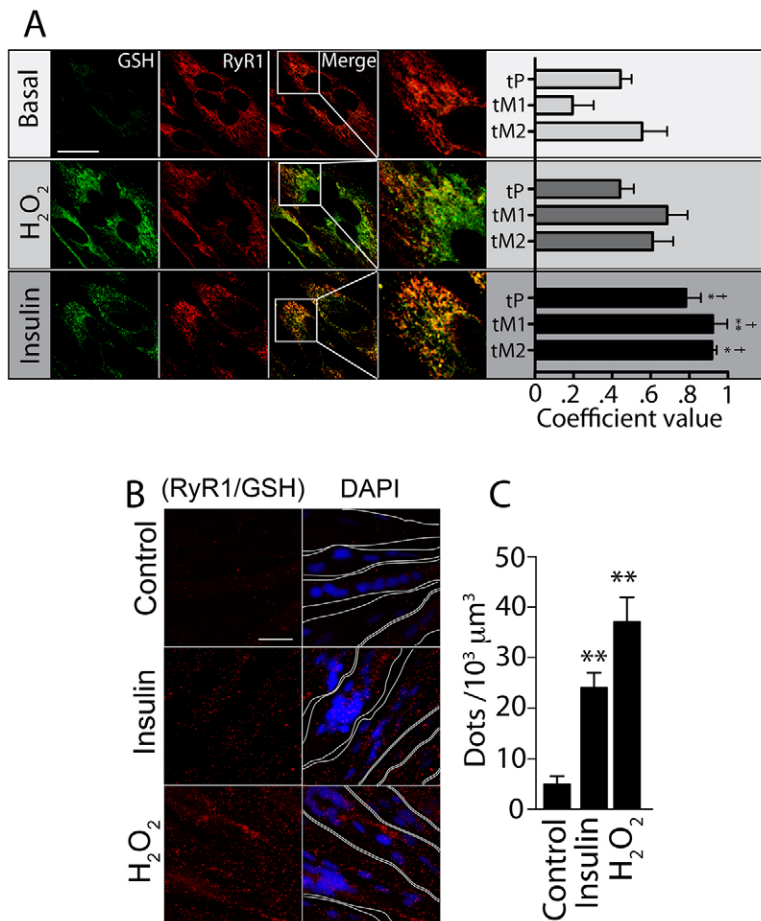 A
GSH
RyR1
Merge
Basal
tP
tM1
tM2
H₂O₂
tP
tM1
tM2
Insulin
tP
* †
tM1
** †
tM2
* †
0 .2 .4 .6 .8 1
Coefficient value
B
(RyR1/GSH)
DAPI
Control
Insulin
H₂O₂
C
50
40
30
20
10
0
Dots /10³ μm³
**
**
Control
Insulin
H₂O₂